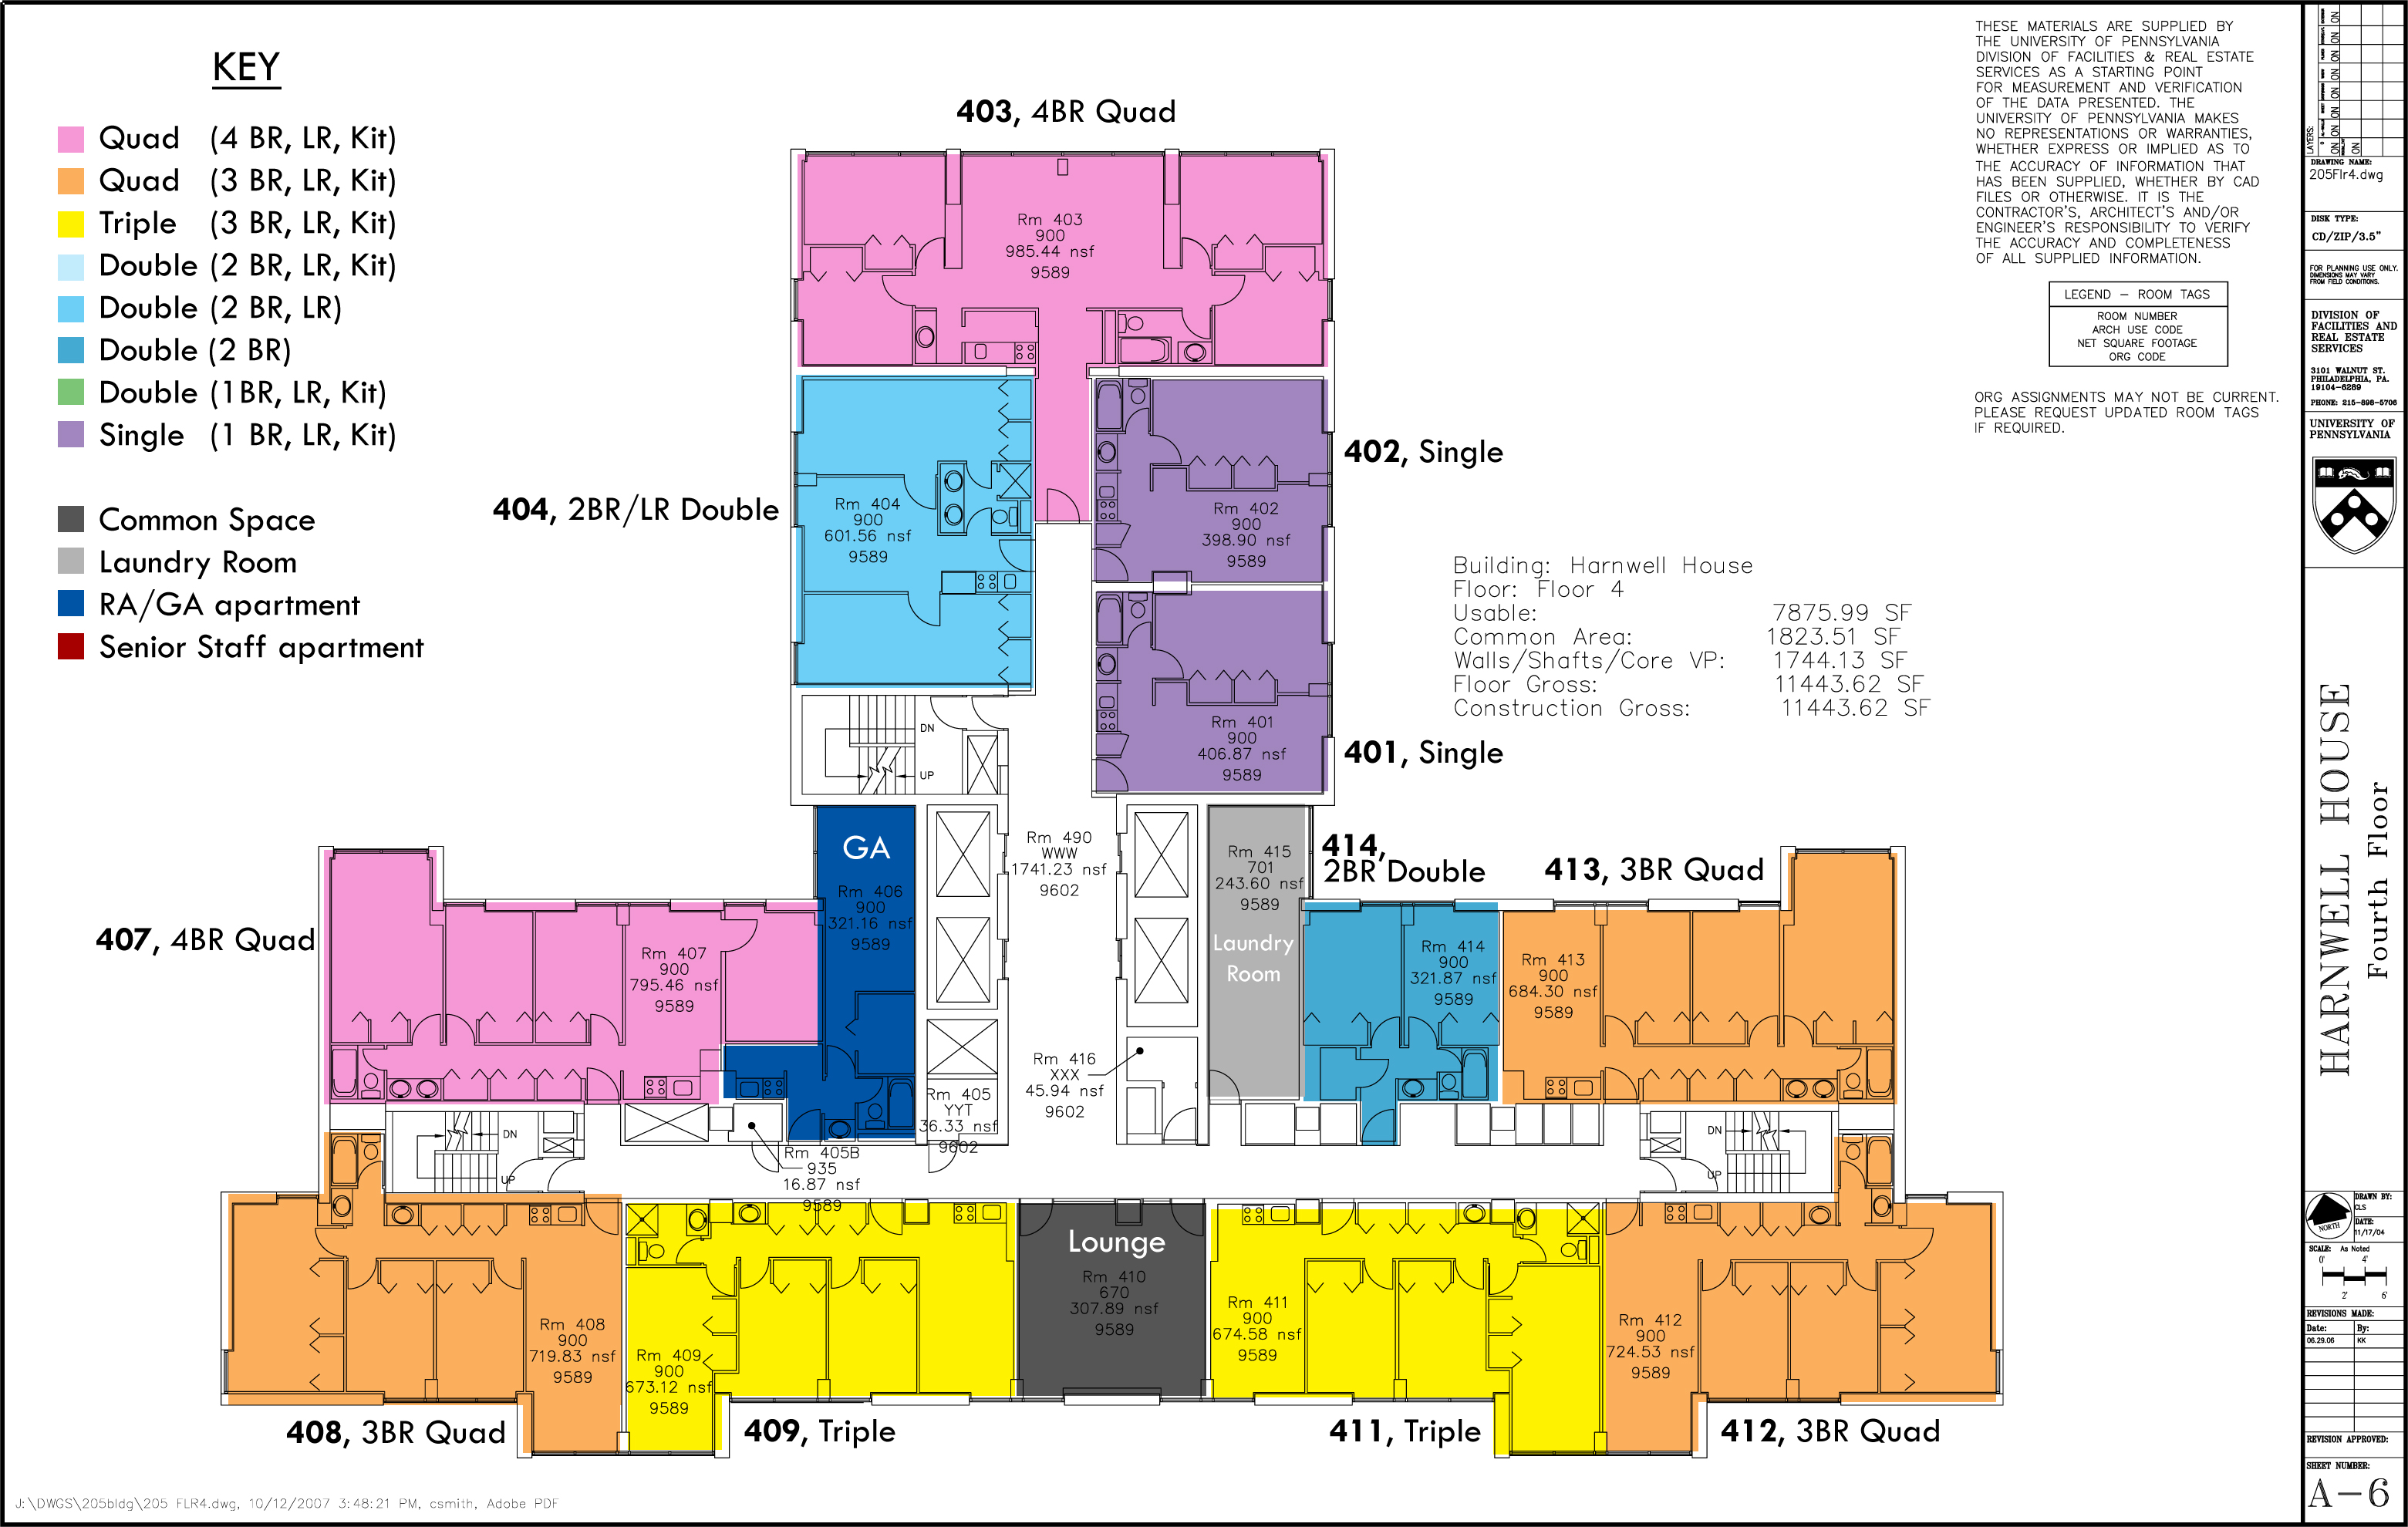 KEY
Quad (4 BR, LR, Kit)
Quad (3 BR, LR, Kit)
Triple (3 BR, LR, Kit)
Double (2 BR, LR, Kit)
Double (2 BR, LR)
Double (2 BR)
Double (1BR, LR, Kit)
Single (1 BR, LR, Kit)
Common Space
Laundry Room
RA/GA apartment
Senior Staff apartment
403, 4BR Quad
Rm 403
900
985.44 nsf
9589
404, 2BR/LR Double
Rm 404
900
601.56 nsf
9589
402, Single
Rm 402
900
398.90 nsf
9589
401, Single
Rm 401
900
406.87 nsf
9589
DN
UP
THESE MATERIALS ARE SUPPLIED BY
THE UNIVERSITY OF PENNSYLVANIA
DIVISION OF FACILITIES & REAL ESTATE
SERVICES AS A STARTING POINT
FOR MEASUREMENT AND VERIFICATION
OF THE DATA PRESENTED. THE
UNIVERSITY OF PENNSYLVANIA MAKES
NO REPRESENTATIONS OR WARRANTIES,
WHETHER EXPRESS OR IMPLIED AS TO
THE ACCURACY OF INFORMATION THAT
HAS BEEN SUPPLIED, WHETHER BY CAD
FILES OR OTHERWISE. IT IS THE
CONTRACTOR'S, ARCHITECT'S AND/OR
ENGINEER'S RESPONSIBILITY TO VERIFY
THE ACCURACY AND COMPLETENESS
OF ALL SUPPLIED INFORMATION.
LEGEND – ROOM TAGS
ROOM NUMBER
ARCH USE CODE
NET SQUARE FOOTAGE
ORG CODE
ORG ASSIGNMENTS MAY NOT BE CURRENT.
PLEASE REQUEST UPDATED ROOM TAGS
IF REQUIRED.
Building: Harnwell House
Floor: Floor 4
Usable: 7875.99 SF
Common Area: 1823.51 SF
Walls/Shafts/Core VP: 1744.13 SF
Floor Gross: 11443.62 SF
Construction Gross: 11443.62 SF
GA
Rm 406
900
321.16 nsf
9589
Rm 490
WWW
1741.23 nsf
9602
Rm 415
701
243.60 nsf
9589
Laundry
Room
414,
2BR Double
Rm 414
900
321.87 nsf
9589
413, 3BR Quad
Rm 413
900
684.30 nsf
9589
407, 4BR Quad
Rm 407
900
795.46 nsf
9589
Rm 405
YYT
36.33 nsf
9602
Rm 416
XXX
45.94 nsf
9602
DN
UP
Rm 405B
935
16.87 nsf
9589
DN
UP
Rm 408
900
719.83 nsf
9589
408, 3BR Quad
Rm 409
900
673.12 nsf
9589
409, Triple
Lounge
Rm 410
670
307.89 nsf
9589
Rm 411
900
674.58 nsf
9589
411, Triple
Rm 412
900
724.53 nsf
9589
412, 3BR Quad
J:\DWGS\205bldg\205 FLR4.dwg, 10/12/2007 3:48:21 PM, csmith, Adobe PDF
LAYERS:
ON ON ON ON ON ON ON
ON
ON
DRAWING NAME:
205Flr4.dwg
DISK TYPE:
CD/ZIP/3.5"
FOR PLANNING USE ONLY.
DIMENSIONS MAY VARY
FROM FIELD CONDITIONS.
DIVISION OF
FACILITIES AND
REAL ESTATE
SERVICES
3101 WALNUT ST.
PHILADELPHIA, PA.
19104-6289
PHONE: 215-898-5706
UNIVERSITY OF
PENNSYLVANIA
HARNWELL HOUSE
Fourth Floor
NORTH
DRAWN BY:
CLS
DATE:
11/17/04
SCALE: As Noted
0' 4'
2' 6'
REVISIONS MADE:
Date: By:
06.29.06 KK
REVISION APPROVED:
SHEET NUMBER:
A-6